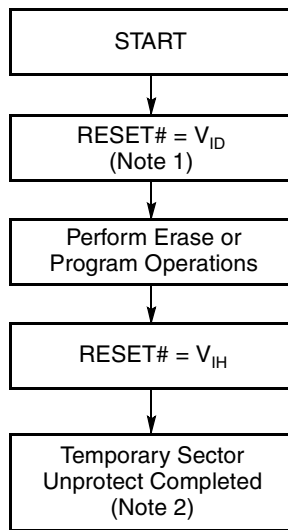 START
RESET# = VID
(Note 1)
Perform Erase or
Program Operations
RESET# = VIH
Temporary Sector
Unprotect Completed
(Note 2)